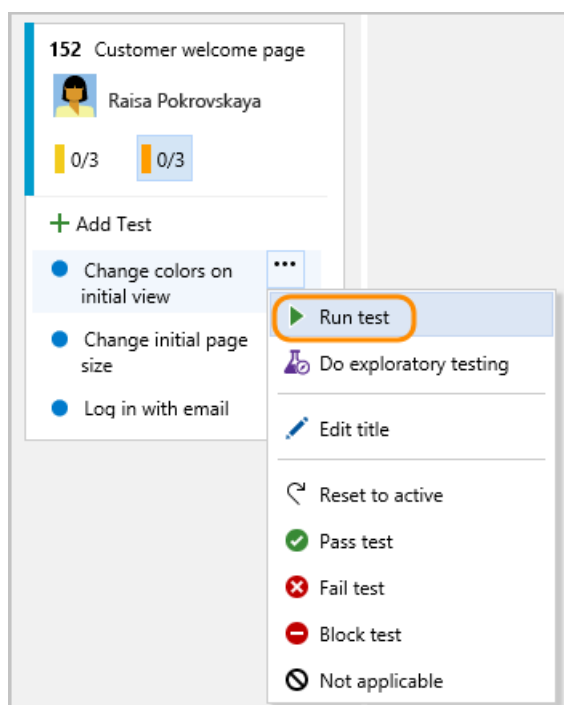 152 Customer welcome page
Raisa Pokrovskaya
0/3 0/3
+ Add Test
Change colors on ...
initial view
Change initial page
size
Log in with email
Run test
Do exploratory testing
Edit title
Reset to active
Pass test
Fail test
Block test
Not applicable